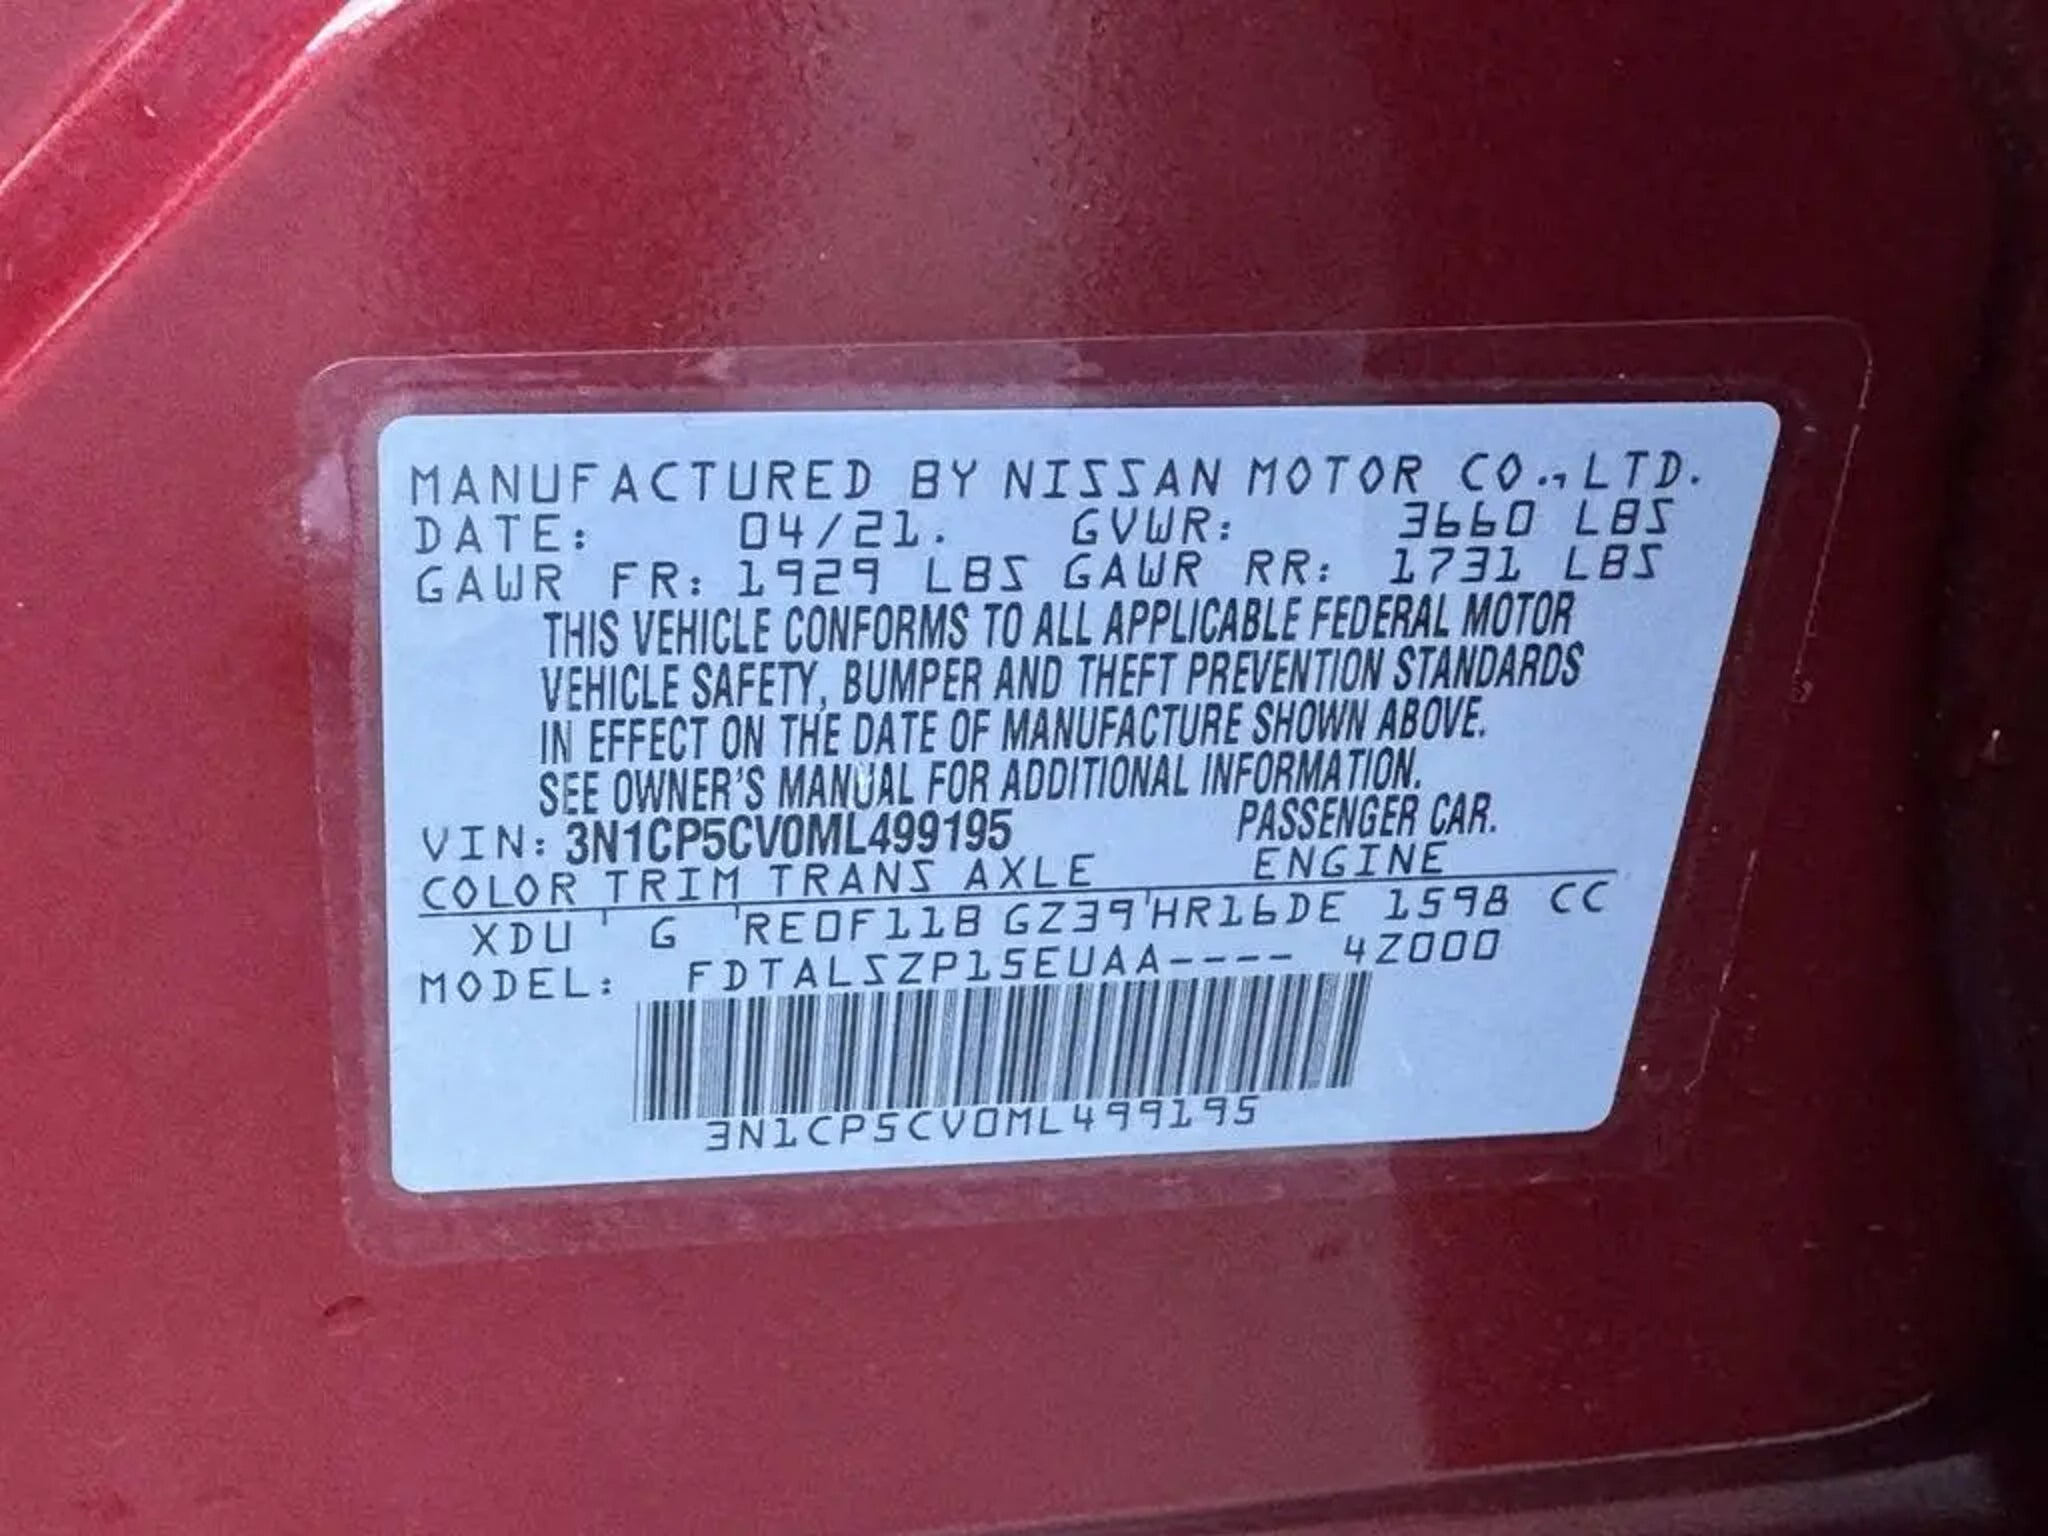 MANUFACTURED BY NISSAN MOTOR CO., LTD.
DATE: 04/21. GVWR: 3660 LBS
GAWR FR: 1929 LBS GAWR RR: 1731 LBS
THIS VEHICLE CONFORMS TO ALL APPLICABLE FEDERAL MOTOR
VEHICLE SAFETY, BUMPER AND THEFT PREVENTION STANDARDS
IN EFFECT ON THE DATE OF MANUFACTURE SHOWN ABOVE.
SEE OWNER'S MANUAL FOR ADDITIONAL INFORMATION.
VIN: 3N1CP5CV0ML499195 PASSENGER CAR.
COLOR TRIM TRANS AXLE ENGINE
XDU G RE0F11B GZ39 HR16DE 1598 CC
MODEL: FDTALSZP15EUAA---- 4Z000
3N1CP5CV0ML499195